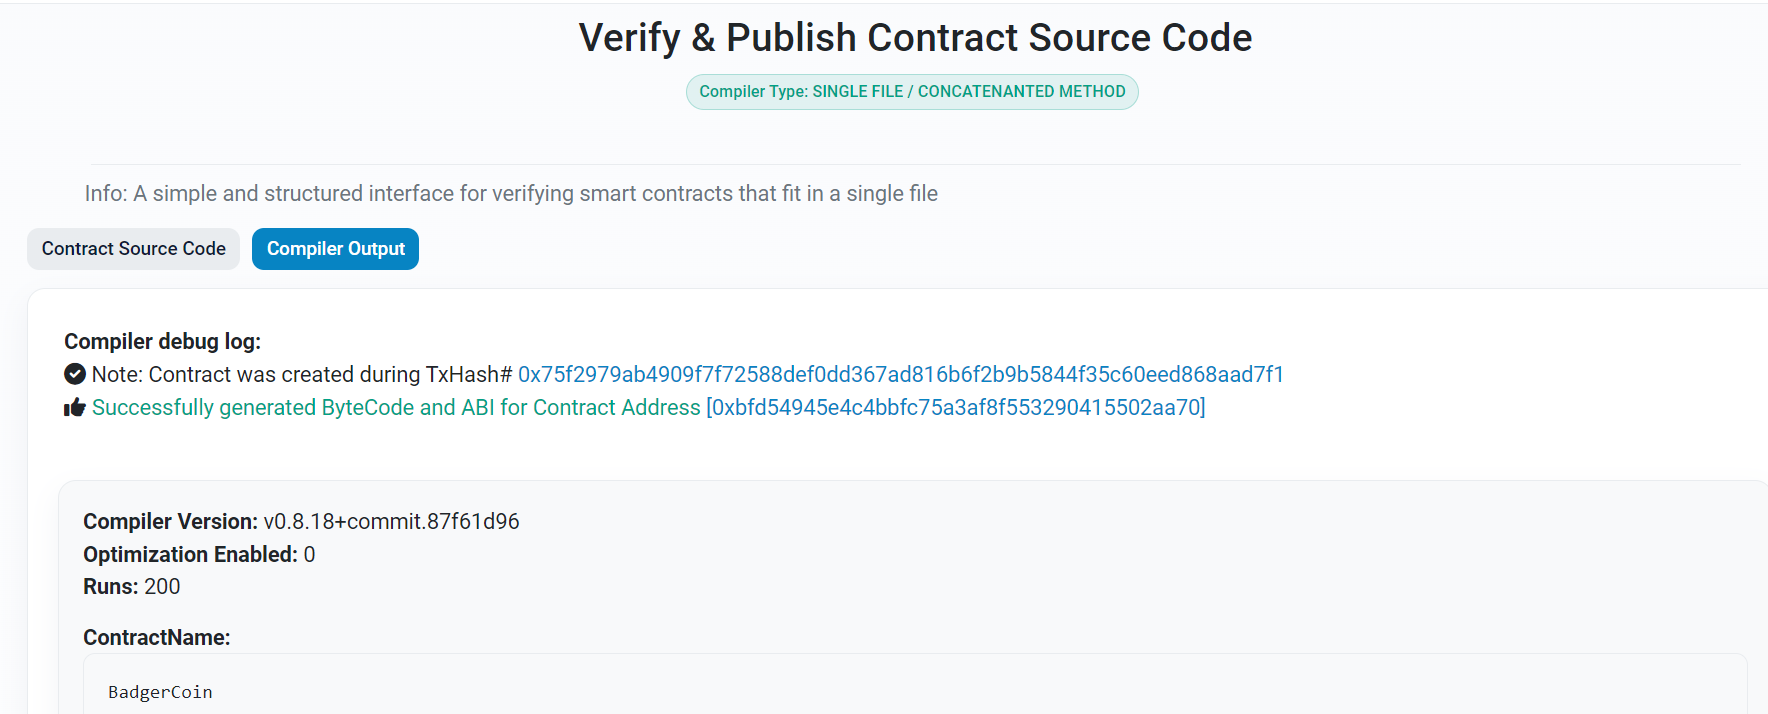 Verify & Publish Contract Source Code
Compiler Type: SINGLE FILE / CONCATENANTED METHOD
Info: A simple and structured interface for verifying smart contracts that fit in a single file
Contract Source Code Compiler Output
Compiler debug log:
Note: Contract was created during TxHash# 0x75f2979ab4909f7f72588def0dd367ad816b6f2b9b5844f35c60eed868aad7f1
Successfully generated ByteCode and ABI for Contract Address [0xbfd54945e4c4bbfc75a3af8f553290415502aa70]
Compiler Version: v0.8.18+commit.87f61d96
Optimization Enabled: 0
Runs: 200
ContractName:
BadgerCoin